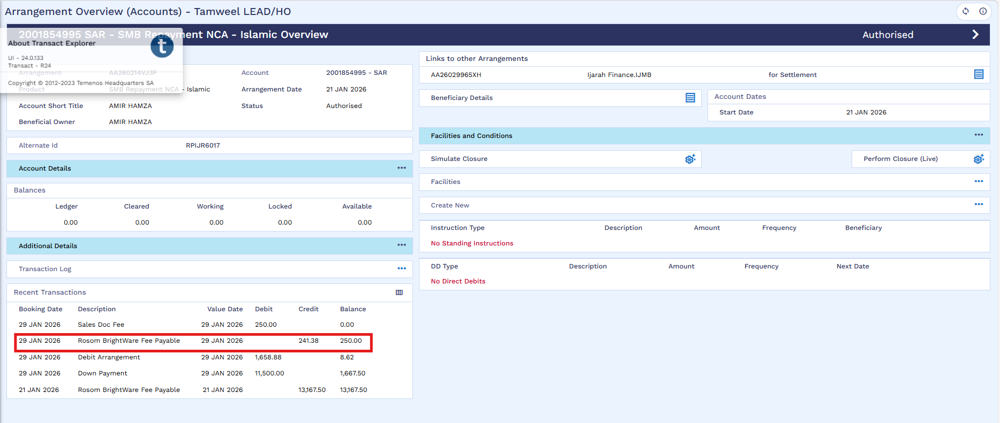 Arrangement Overview (Accounts) - Tamweel LEAD/HO
2001854995 SAR - SMB Repayment NCA - Islamic Overview
Authorised
About Transact Explorer
UI - 24.0.133
Transact - R24
Copyright © 2012-2023 Temenos Headquarters SA
Arrangement AA260214VJ3F Account 2001854995 - SAR
Product SMB Repayment NCA - Islamic Arrangement Date 21 JAN 2026
Account Short Title AMIR HAMZA Status Authorised
Beneficial Owner AMIR HAMZA
Alternate Id RPIJR6017
Account Details
Balances
Ledger Cleared Working Locked Available
0.00 0.00 0.00 0.00 0.00
Additional Details
Transaction Log
Recent Transactions
Booking Date Description Value Date Debit Credit Balance
29 JAN 2026 Sales Doc Fee 29 JAN 2026 250.00 0.00
29 JAN 2026 Rosom BrightWare Fee Payable 29 JAN 2026 241.38 250.00
29 JAN 2026 Debit Arrangement 29 JAN 2026 1,658.88 8.62
29 JAN 2026 Down Payment 29 JAN 2026 11,500.00 1,667.50
21 JAN 2026 Rosom BrightWare Fee Payable 21 JAN 2026 13,167.50 13,167.50
Links to other Arrangements
AA26029965XH Ijarah Finance.IJMB for Settlement
Beneficiary Details
Account Dates
Start Date 21 JAN 2026
Facilities and Conditions
Simulate Closure
Perform Closure (Live)
Facilities
Create New
Instruction Type Description Amount Frequency Beneficiary
No Standing Instructions
DD Type Description Amount Frequency Next Date
No Direct Debits